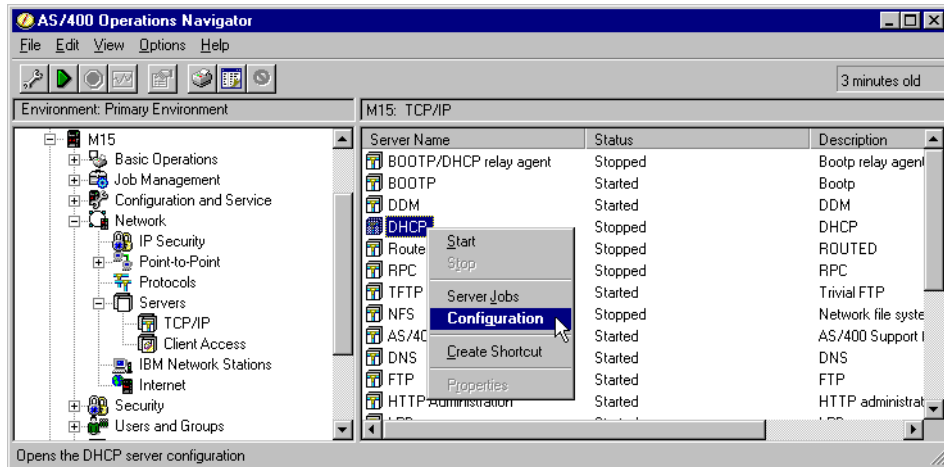 AS/400 Operations Navigator
File Edit View Options Help
3 minutes old
Environment: Primary Environment
M15: TCP/IP
M15
Basic Operations
Job Management
Configuration and Service
Network
IP Security
Point-to-Point
Protocols
Servers
TCP/IP
Client Access
IBM Network Stations
Internet
Security
Users and Groups
Server Name Status Description
BOOTP/DHCP relay agent Stopped Bootp relay agent
BOOTP Started Bootp
DDM Started DDM
DHCP Stopped DHCP
Route Stopped ROUTED
RPC Stopped RPC
TFTP Started Trivial FTP
NFS Stopped Network file syste
AS/40 Started AS/400 Support
DNS Started DNS
FTP Started FTP
HTTP Administration Started HTTP administrat
Start
Stop
Server Jobs
Configuration
Create Shortcut
Properties
Opens the DHCP server configuration